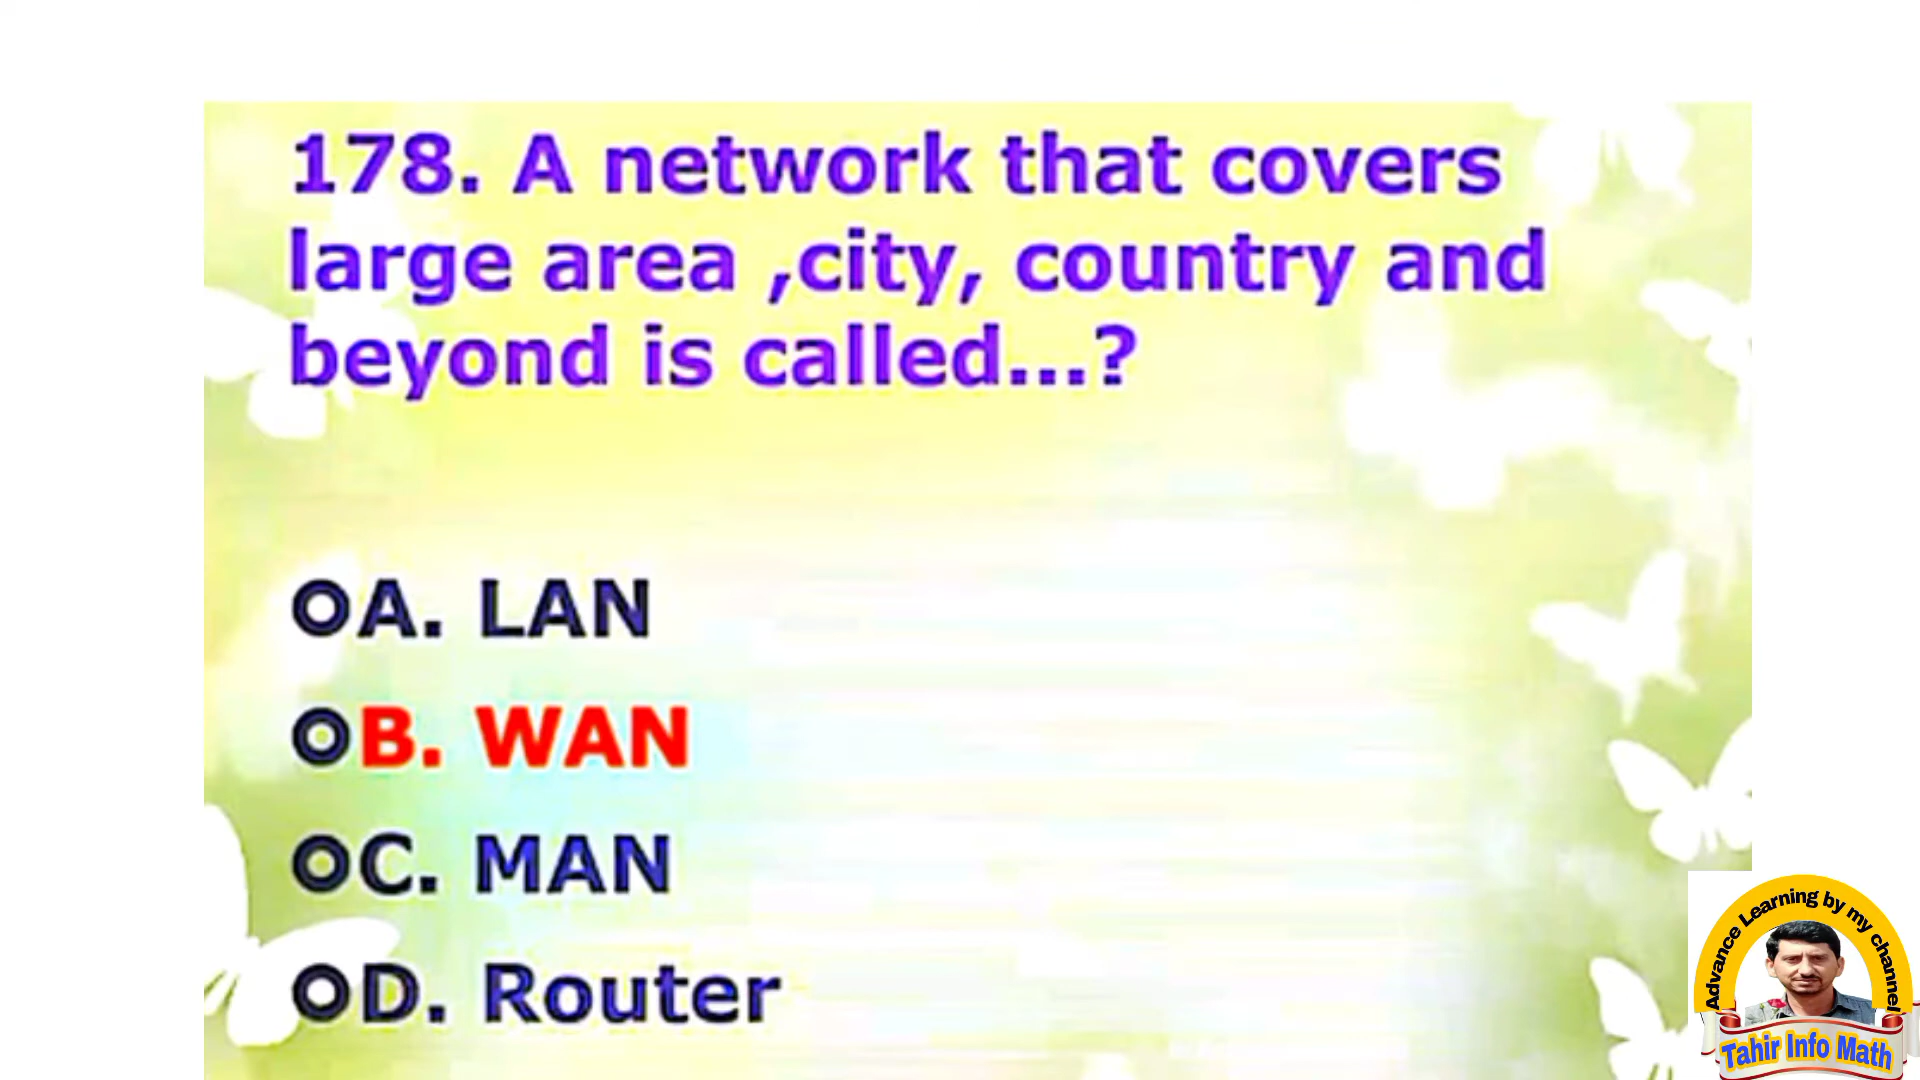 178. A network that covers
large area ,city, country and
beyond is called...?
A. LAN
B. WAN
C. MAN
D. Router
Advance Learning by my channel
Tahir Info Math